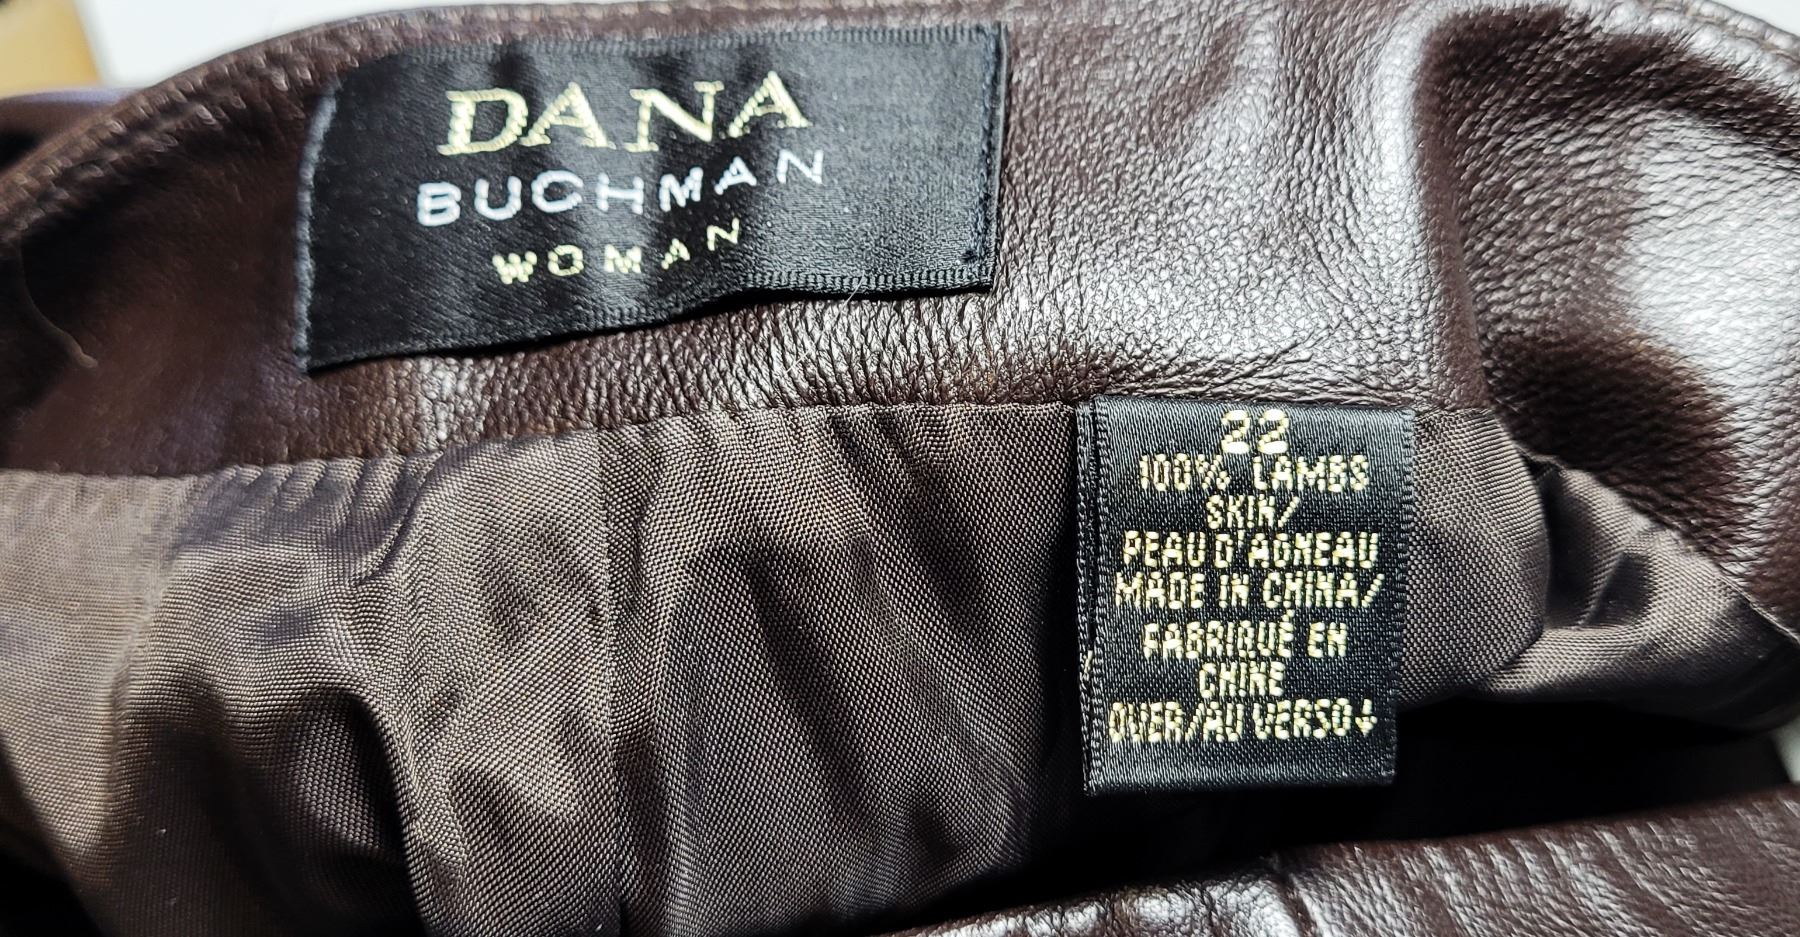 DANA
BUCHMAN
WOMAN
22
100% LAMBS
SKIN/
PEAU D'AGNEAU
MADE IN CHINA/
FABRIQUÉ EN
CHINE
OVER/AU VERSO↓